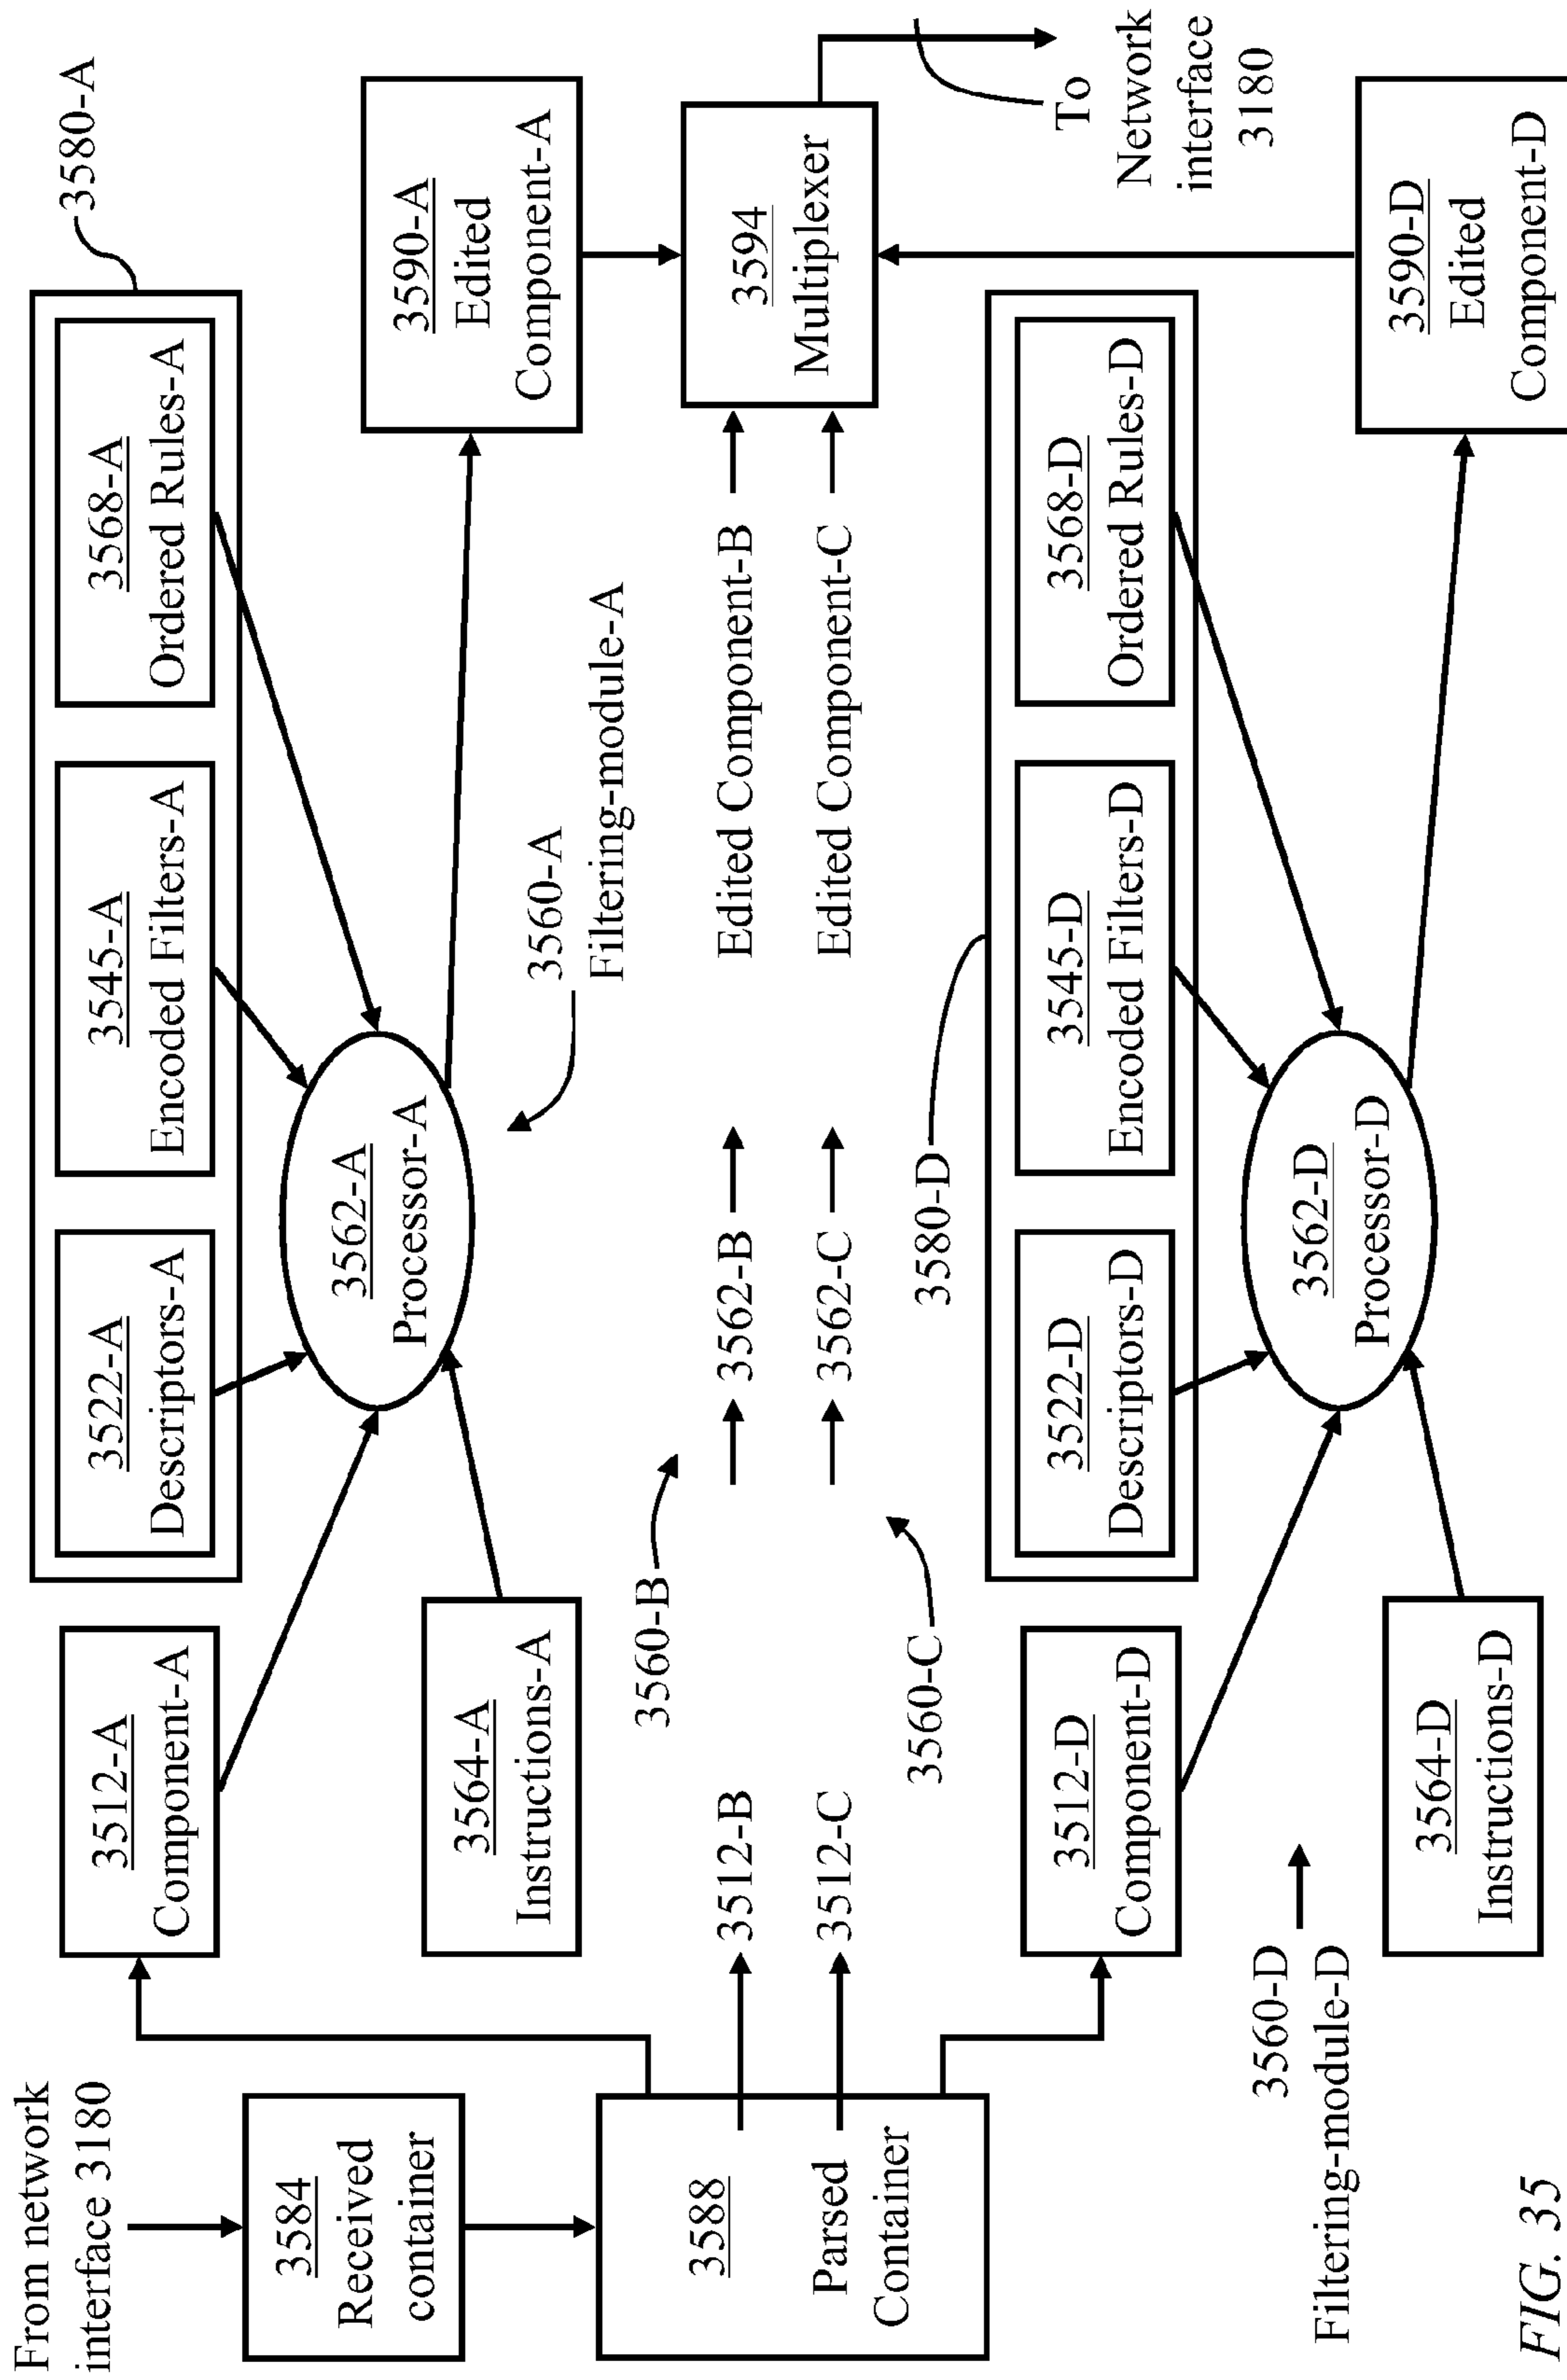 From network
interface 3180
3584
Received
container
3588
Parsed
Container
3512-A
Component-A
3564-A
Instructions-A
3580-A
3522-A
Descriptors-A
3545-A
Encoded Filters-A
3568-A
Ordered Rules-A
3562-A
Processor-A
3560-A
Filtering-module-A
3590-A
Edited
Component-A
3560-B
3512-B
3562-B
Edited Component-B
3512-C
3562-C
Edited Component-C
3560-C
3594
Multiplexer
To
Network
interface
3180
3580-D
3512-D
Component-D
3522-D
Descriptors-D
3545-D
Encoded Filters-D
3568-D
Ordered Rules-D
3560-D
Filtering-module-D
3562-D
Processor-D
3564-D
Instructions-D
3590-D
Edited
Component-D
FIG. 35